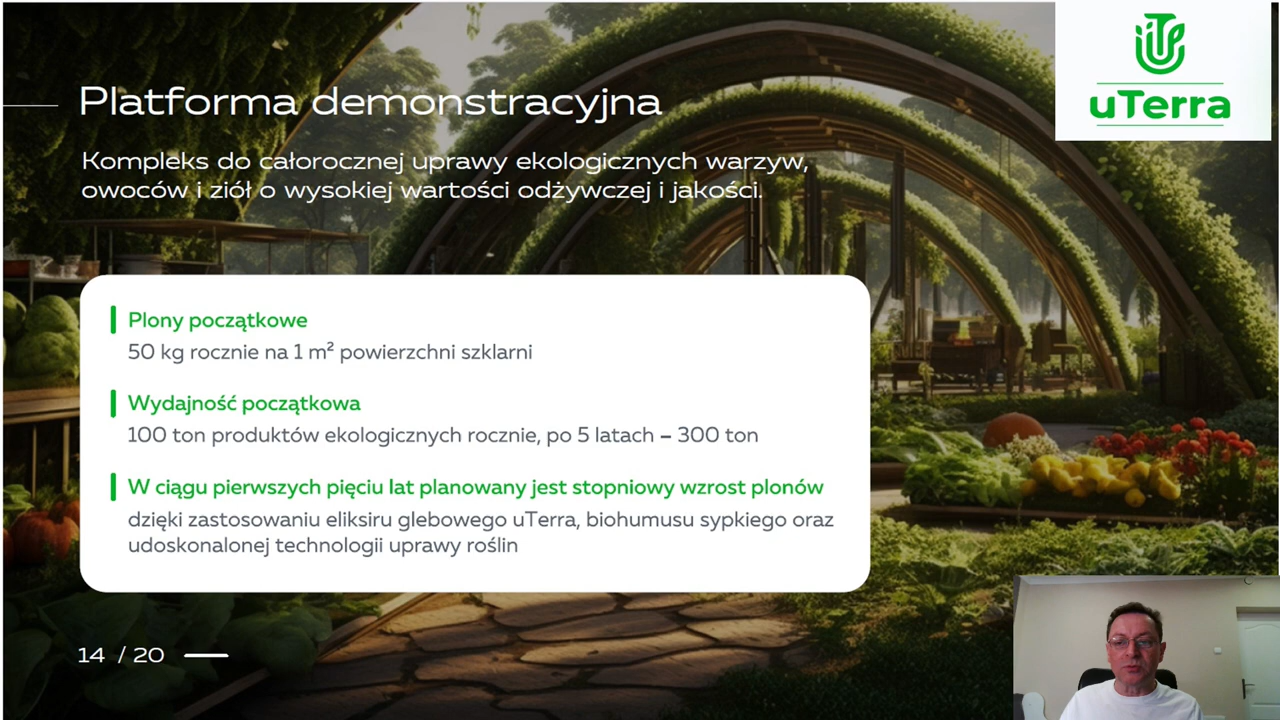 Platforma demonstracyjna
Kompleks do całorocznej uprawy ekologicznych warzyw,
owoców i ziół o wysokiej wartości odżywczej i jakości.
uTerra
Plony początkowe
50 kg rocznie na 1 m² powierzchni szklarni
Wydajność początkowa
100 ton produktów ekologicznych rocznie, po 5 latach – 300 ton
W ciągu pierwszych pięciu lat planowany jest stopniowy wzrost plonów
dzięki zastosowaniu eliksiru glebowego uTerra, biohumusu sypkiego oraz
udoskonalonej technologii uprawy roślin
14 / 20